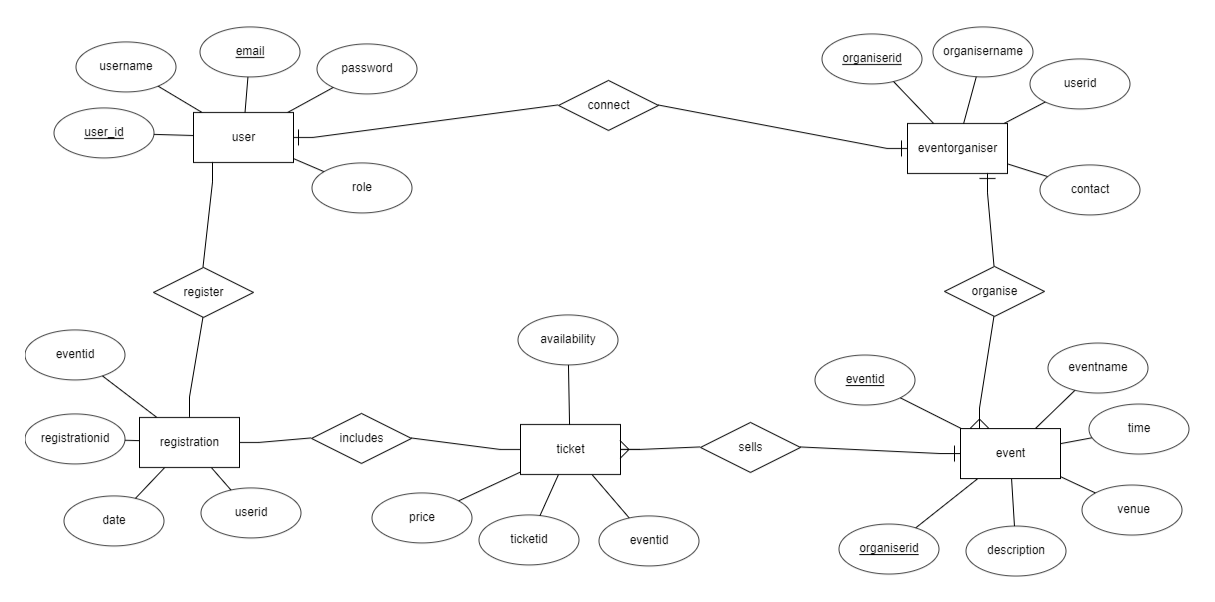 email
organisername
organiserid
username
password
userid
connect
user_id
user
eventorganiser
role
contact
register
organise
availability
eventid
eventname
eventid
time
registrationid
registration
includes
ticket
sells
event
venue
userid
price
date
ticketid
eventid
organiserid
description